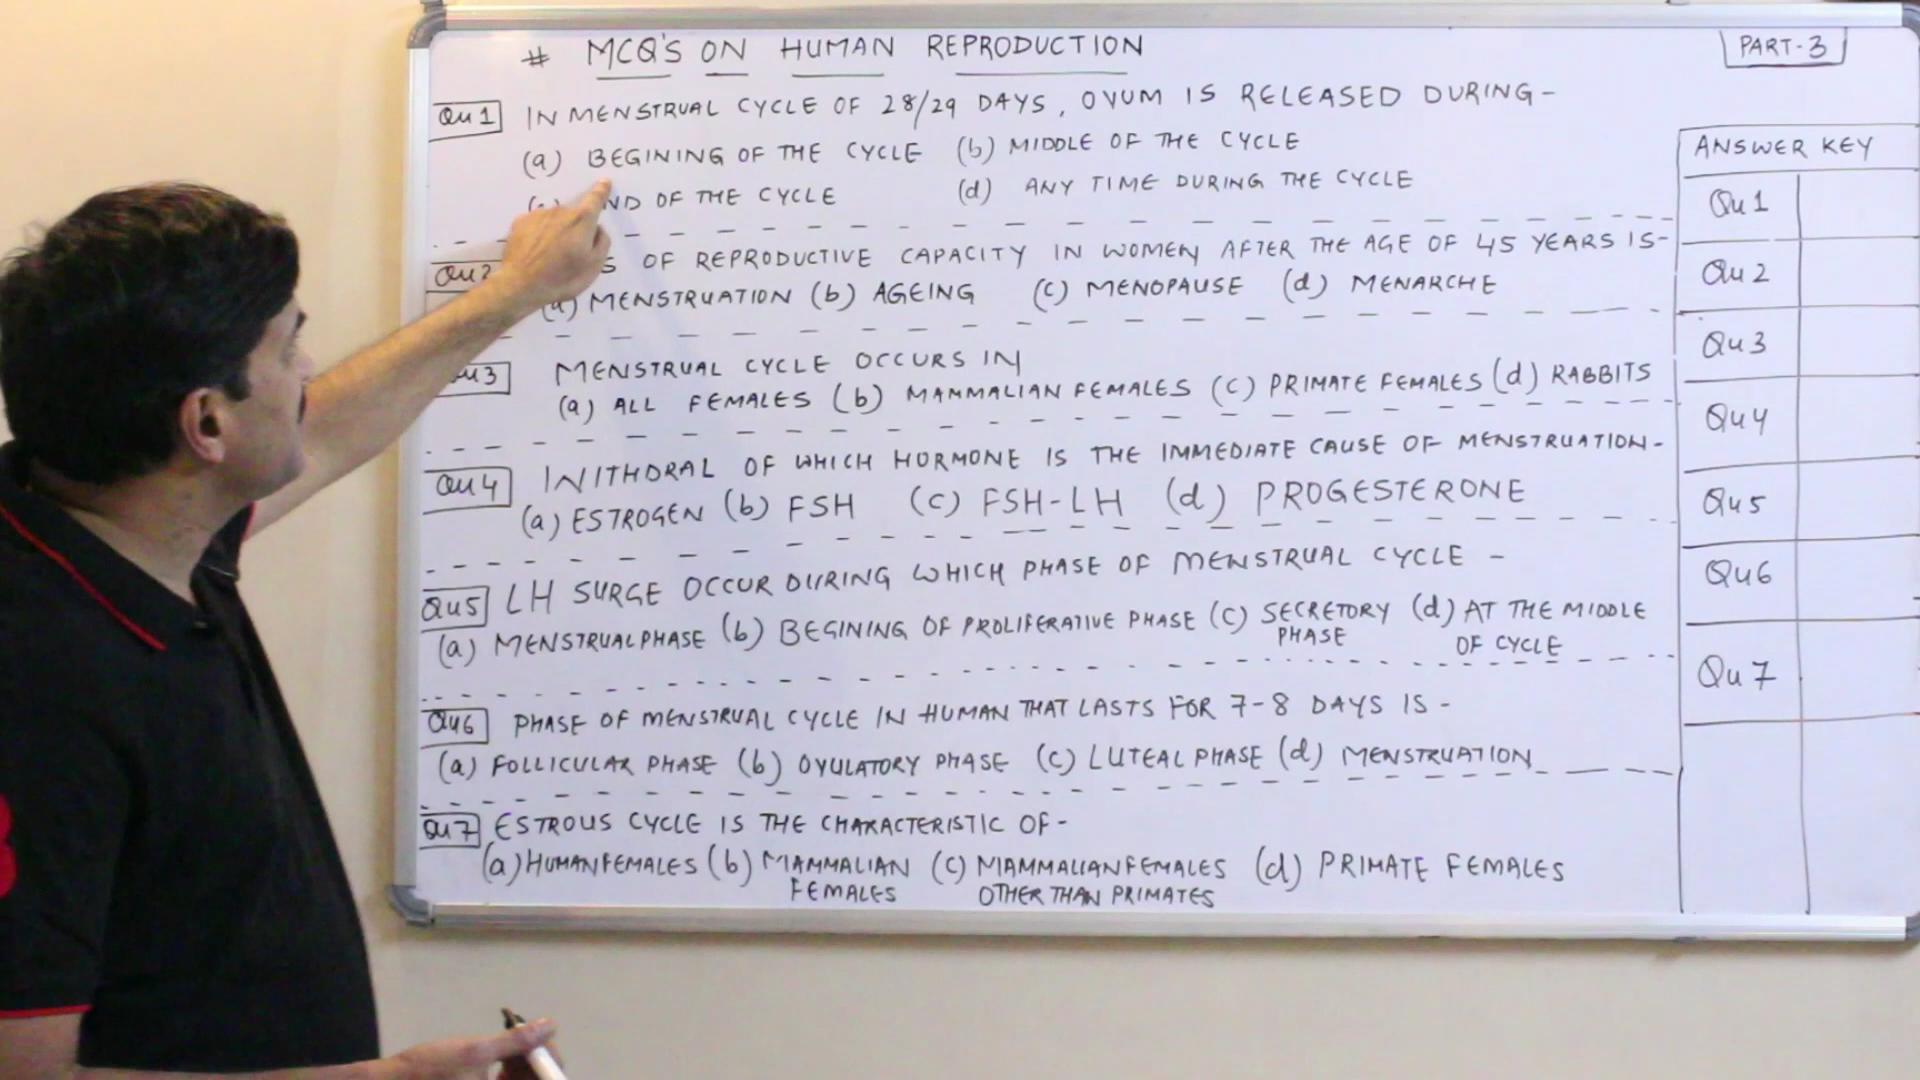 # MCQ'S ON HUMAN REPRODUCTION
PART-3
Qu1 IN MENSTRUAL CYCLE OF 28/29 DAYS, OVUM IS RELEASED DURING-
(a) BEGINING OF THE CYCLE (b) MIDDLE OF THE CYCLE
OF THE CYCLE (d) ANY TIME DURING THE CYCLE
Qu2 OF REPRODUCTIVE CAPACITY IN WOMEN AFTER THE AGE OF 45 YEARS IS-
(a) MENSTRUATION (b) AGEING (c) MENOPAUSE (d) MENARCHE
Qu3 MENSTRUAL CYCLE OCCURS IN
(a) ALL FEMALES (b) MAMMALIAN FEMALES (c) PRIMATE FEMALES (d) RABBITS
Qu4 WITHDRAL OF WHICH HORMONE IS THE IMMEDIATE CAUSE OF MENSTRUATION-
(a) ESTROGEN (b) FSH (c) FSH-LH (d) PROGESTERONE
Qu5 LH SURGE OCCUR DURING WHICH PHASE OF MENSTRUAL CYCLE -
(a) MENSTRUAL PHASE (b) BEGINING OF PROLIFERATIVE PHASE (c) SECRETORY (d) AT THE MIDDLE
PHASE OF CYCLE
Qu6 PHASE OF MENSTRUAL CYCLE IN HUMAN THAT LASTS FOR 7-8 DAYS IS -
(a) FOLLICULAR PHASE (b) OVULATORY PHASE (c) LUTEAL PHASE (d) MENSTRUATION
Qu7 ESTROUS CYCLE IS THE CHARACTERISTIC OF-
(a) HUMAN FEMALES (b) MAMMALIAN (c) MAMMALIAN FEMALES (d) PRIMATE FEMALES
FEMALES OTHER THAN PRIMATES
ANSWER KEY
Qu1
Qu2
Qu3
Qu4
Qu5
Qu6
Qu7